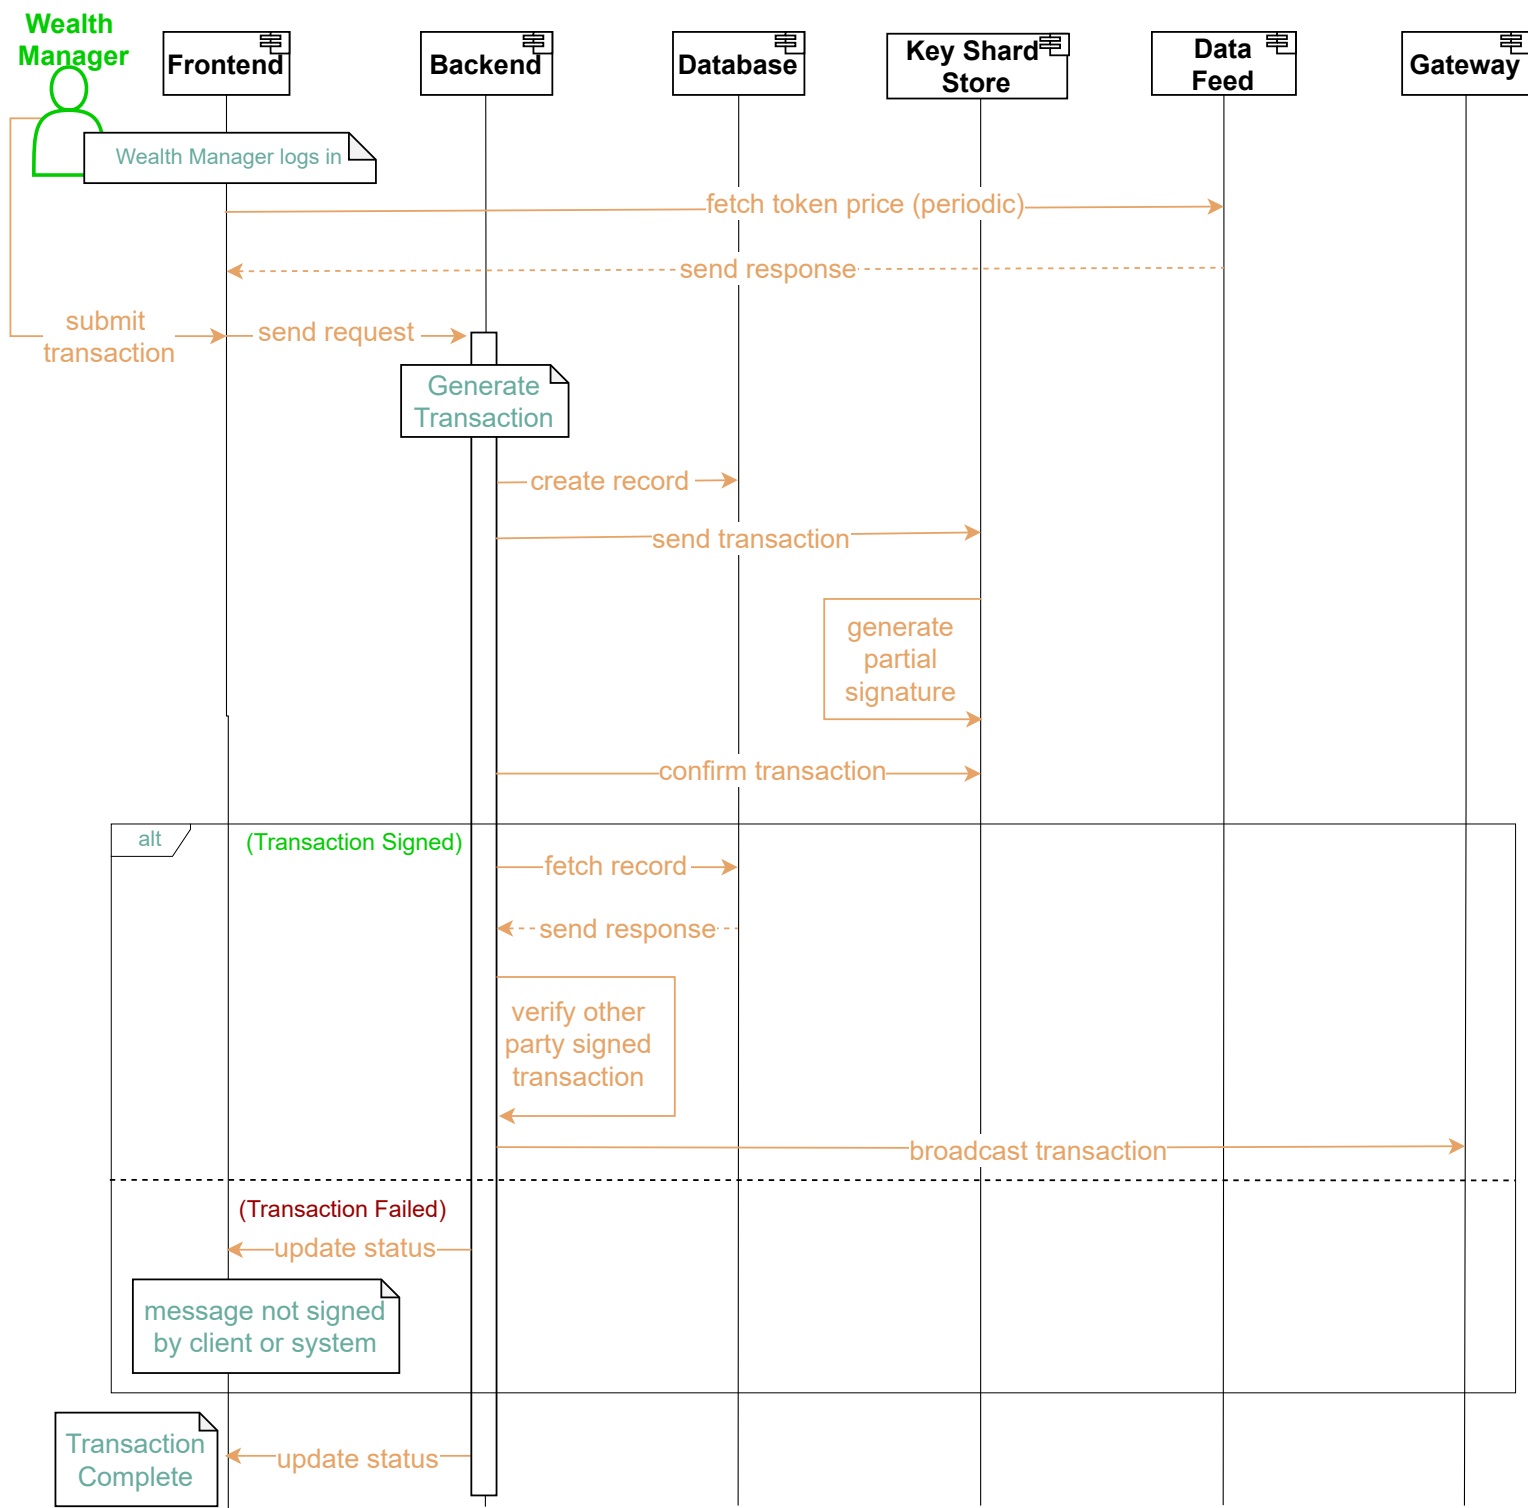 Wealth
Manager
Frontend
Backend
Database
Key Shard
Store
Data
Feed
Gateway
Wealth Manager logs in
fetch token price (periodic)
send response
submit
transaction
send request
Generate
Transaction
create record
send transaction
generate
partial
signature
confirm transaction
alt
(Transaction Signed)
fetch record
send response
verify other
party signed
transaction
broadcast transaction
(Transaction Failed)
update status
message not signed
by client or system
Transaction
Complete
update status